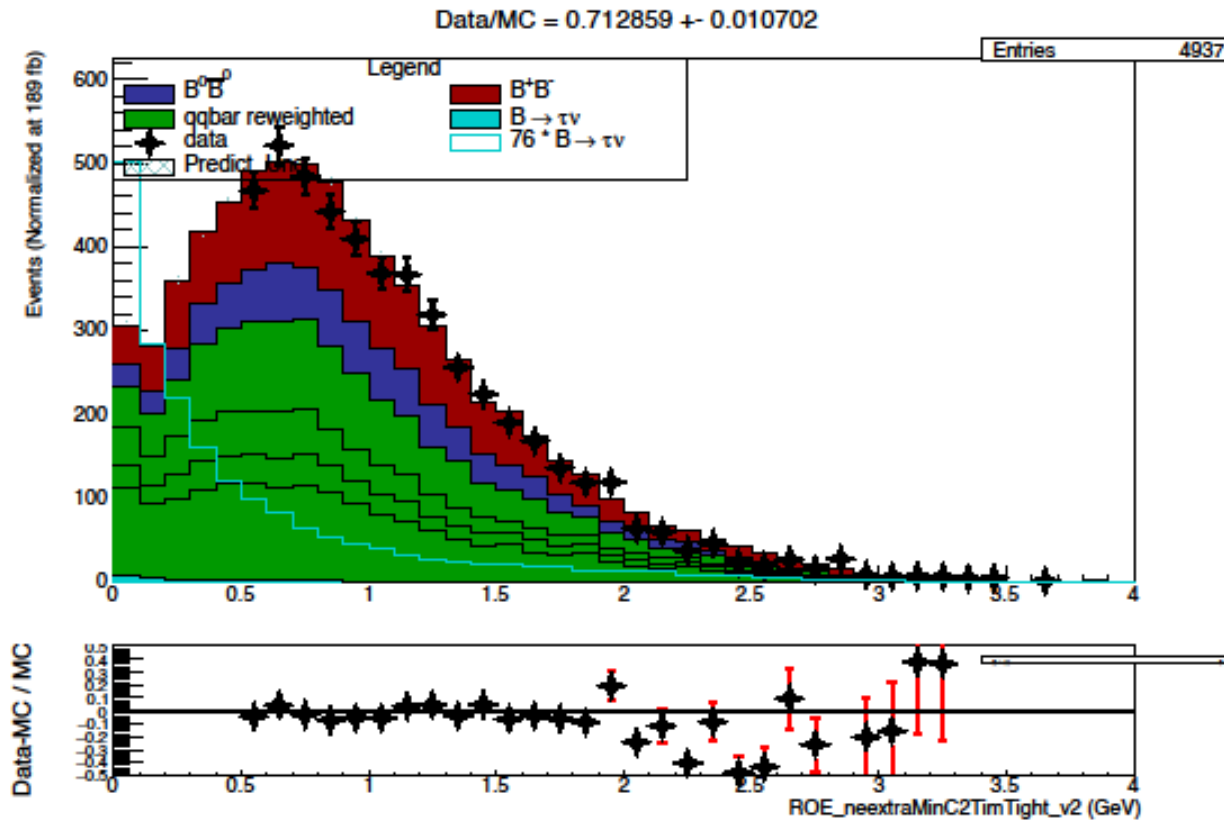 Data/MC = 0.712859 +- 0.010702
Entries 4937
Legend
B⁰B̅⁰ B⁺B⁻
qqbar reweighted B → τν
data 76 * B → τν
Predict.
Events (Normalized at 189 fb)
600
500
400
300
200
100
0
0 0.5 1 1.5 2 2.5 3 3.5 4
Data-MC / MC
0.5
0.4
0.3
0.2
0.1
0
-0.1
-0.2
-0.3
-0.4
-0.5
0 0.5 1 1.5 2 2.5 3 3.5 4
ROE_neextraMinC2TimTight_v2 (GeV)